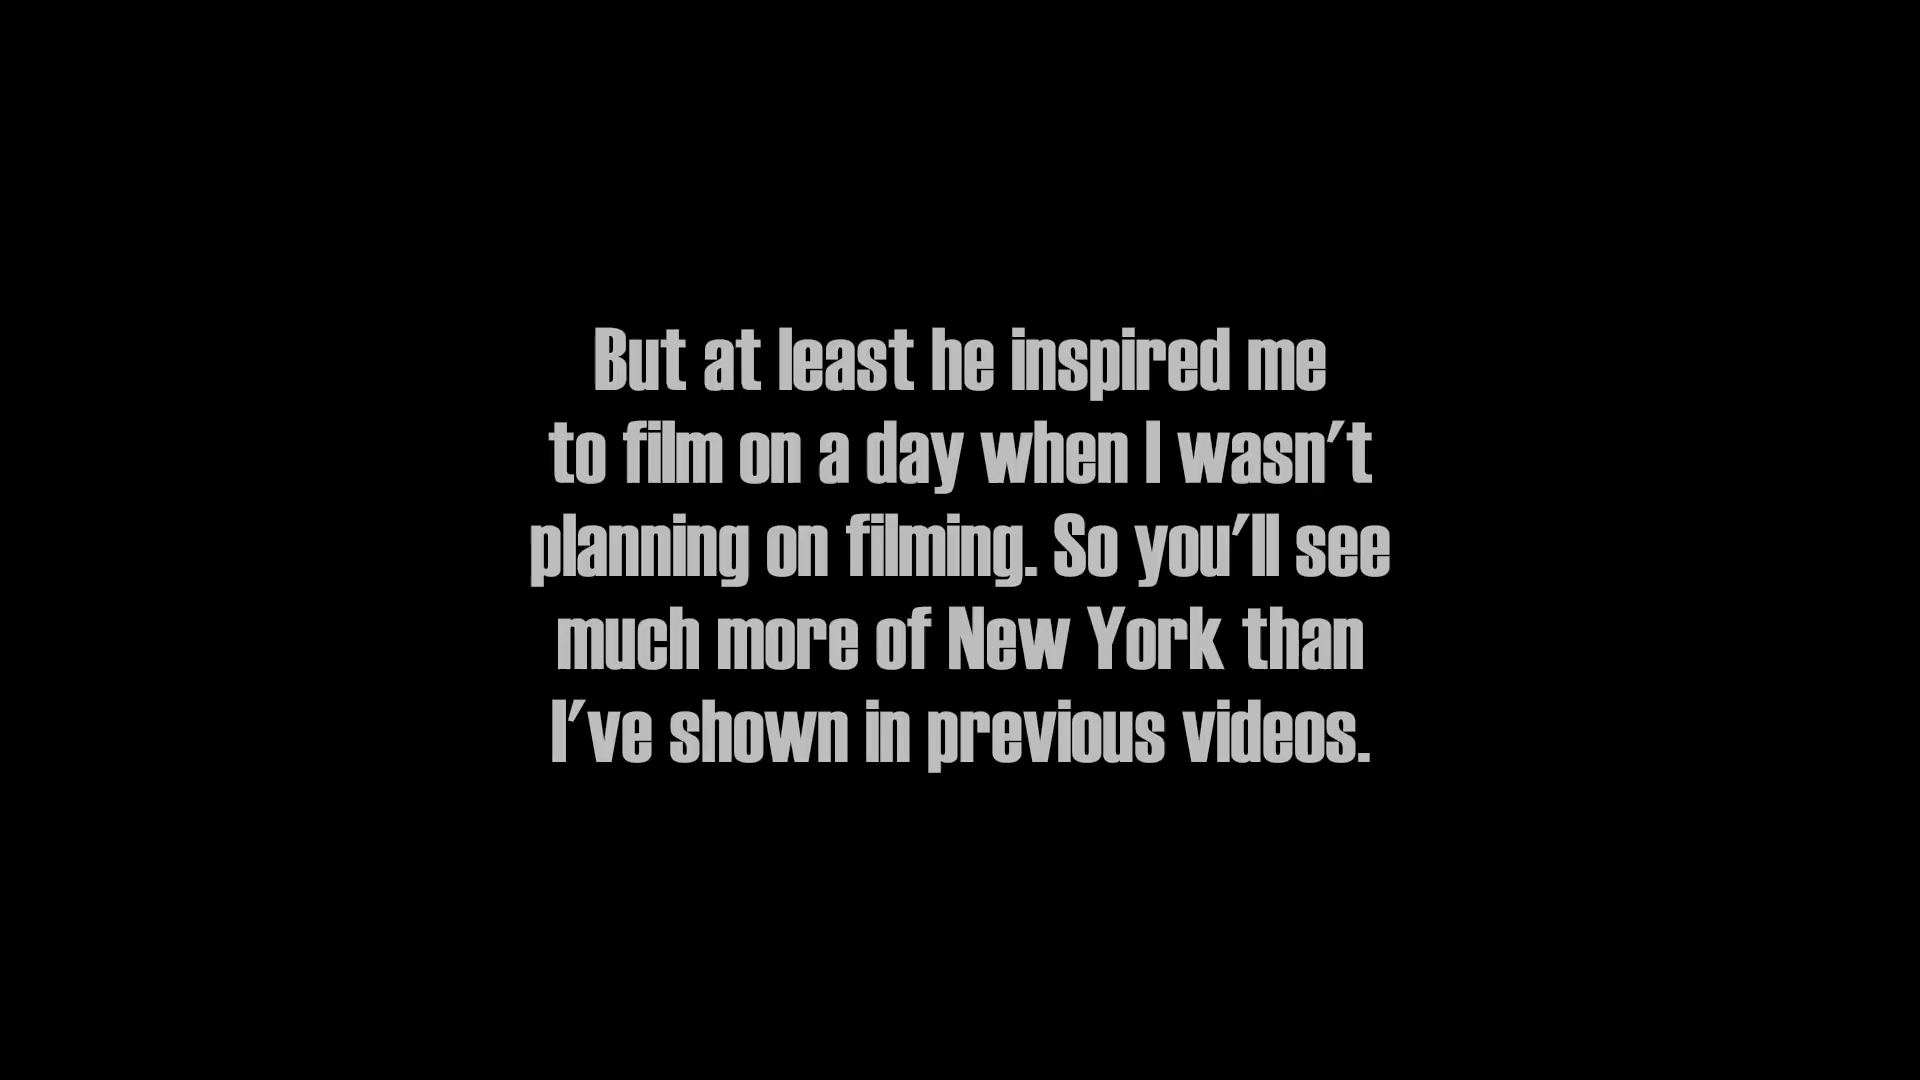 But at least he inspired me
to film on a day when I wasn't
planning on filming. So you'll see
much more of New York than
I've shown in previous videos.